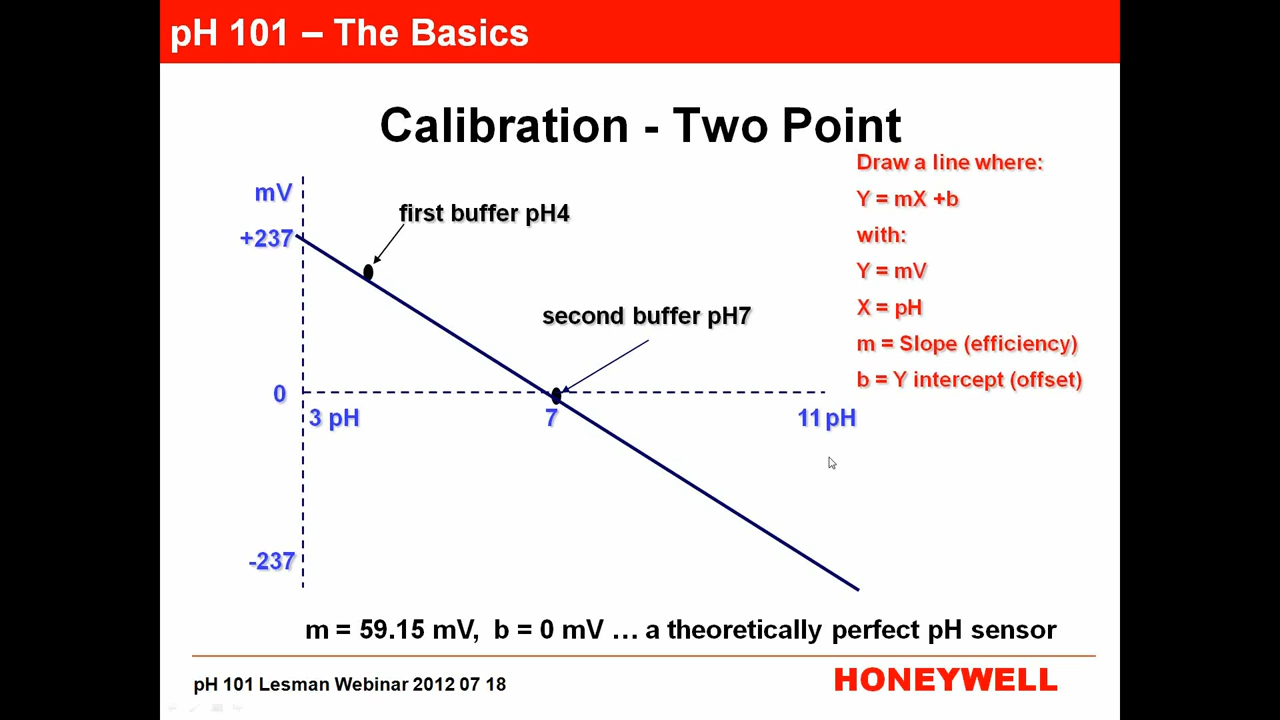 pH 101 – The Basics
Calibration - Two Point
Draw a line where:
Y = mX +b
with:
Y = mV
X = pH
m = Slope (efficiency)
b = Y intercept (offset)
mV
+237
first buffer pH4
second buffer pH7
0
3 pH
7
11 pH
-237
m = 59.15 mV, b = 0 mV … a theoretically perfect pH sensor
pH 101 Lesman Webinar 2012 07 18
HONEYWELL